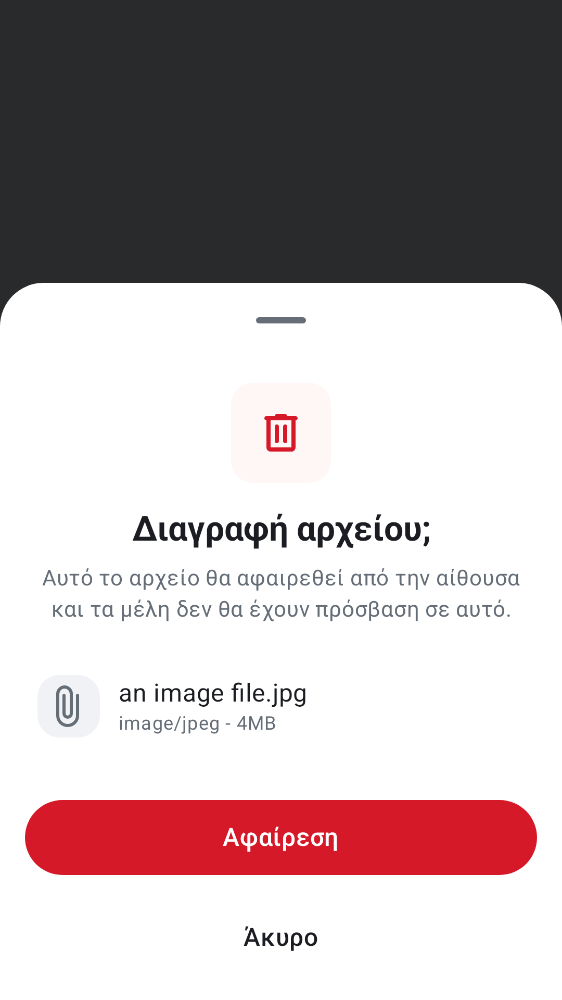 Διαγραφή αρχείου;
Αυτό το αρχείο θα αφαιρεθεί από την αίθουσα
και τα μέλη δεν θα έχουν πρόσβαση σε αυτό.
an image file.jpg
image/jpeg - 4MB
Αφαίρεση
Άκυρο